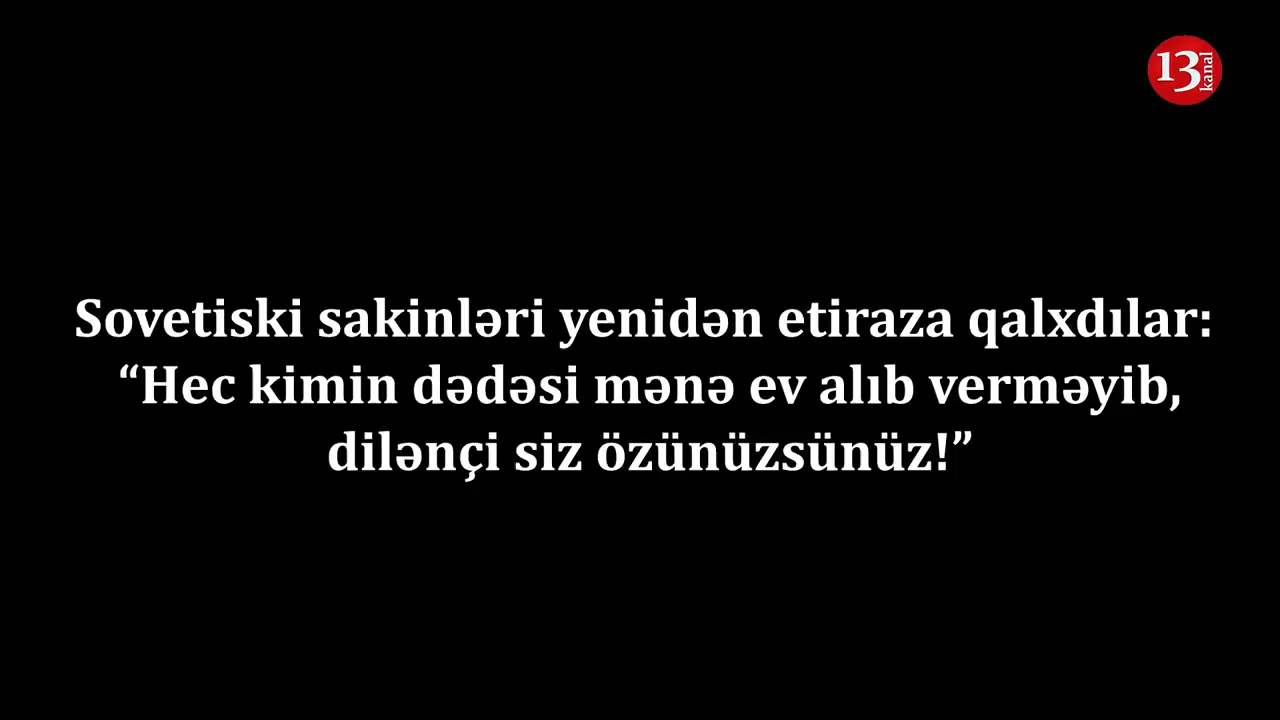 13 kanal
Sovetiski sakinləri yenidən etiraza qalxdılar:
“Hec kimin dədəsi mənə ev alıb verməyib,
dilənçi siz özünüzsünüz!”